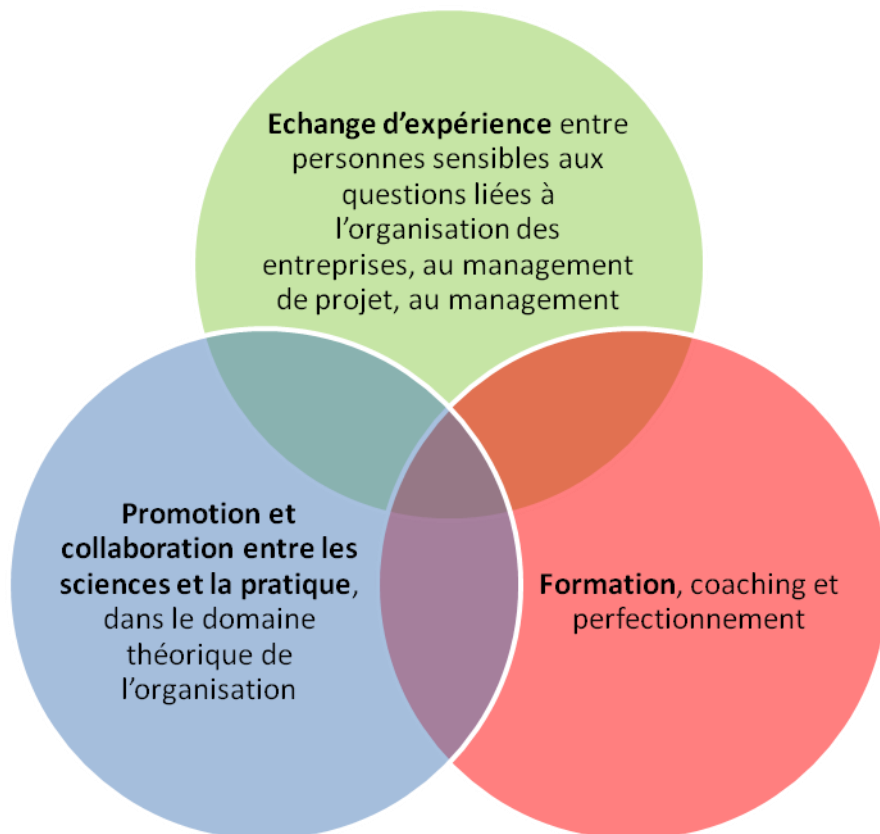 Echange d’expérience entre
personnes sensibles aux
questions liées à
l’organisation des
entreprises, au management
de projet, au management
Promotion et
collaboration entre les
sciences et la pratique,
dans le domaine
théorique de
l’organisation
Formation, coaching et
perfectionnement